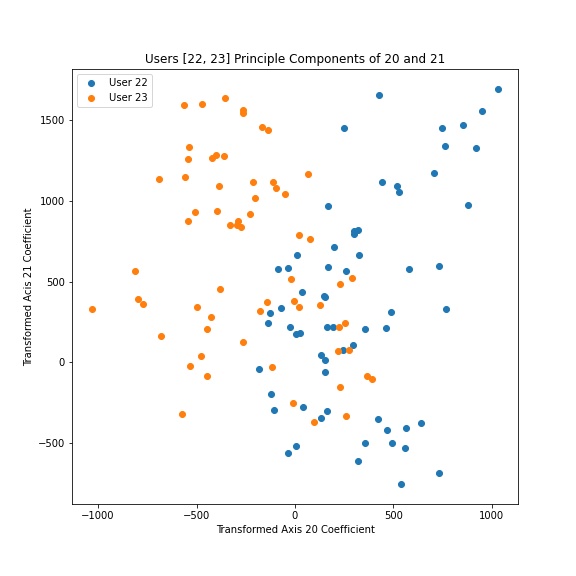 Users [22, 23] Principle Components of 20 and 21
User 22
User 23
Transformed Acis 21 Coefficient
1500
1000
500
0
−500
−1000 −500 0 500 1000
Transformed Axis 20 Coefficient